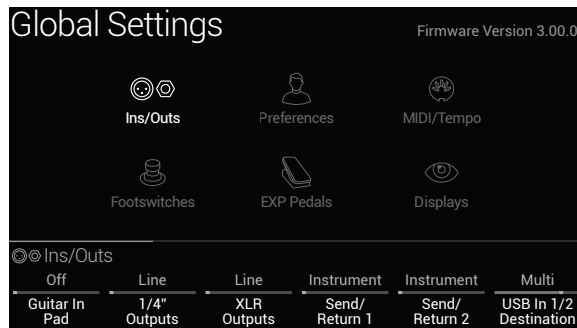 Global Settings
Firmware Version 3.00.0
Ins/Outs
Preferences
MIDI/Tempo
Footswitches
EXP Pedals
Displays
Ins/Outs
Off
Line
Line
Instrument
Instrument
Multi
Guitar In
Pad
1/4"
Outputs
XLR
Outputs
Send/
Return 1
Send/
Return 2
USB In 1/2
Destination